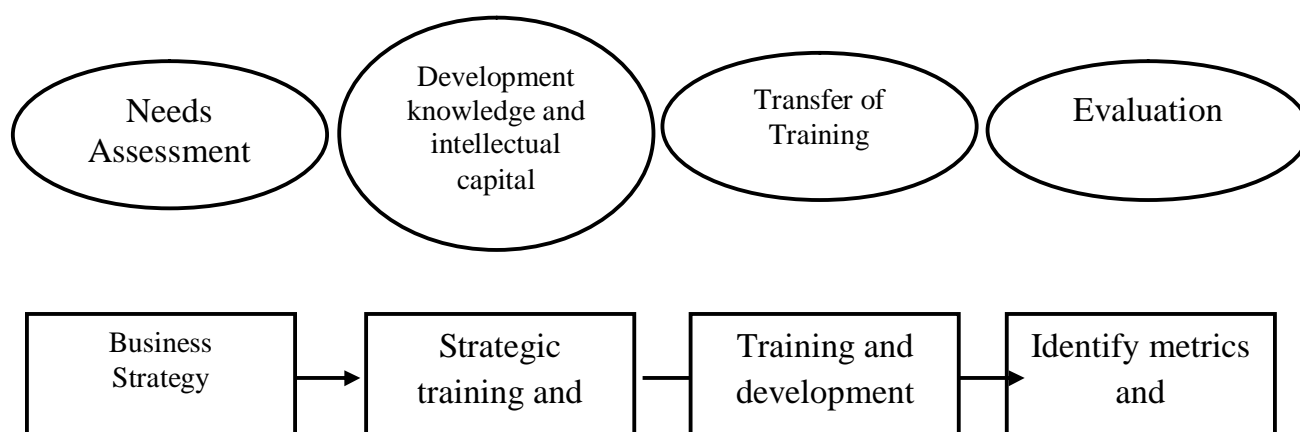 Needs
Assessment
Development
knowledge and
intellectual
capital
Transfer of
Training
Evaluation
Business
Strategy
Strategic
training and
Training and
development
Identify metrics
and